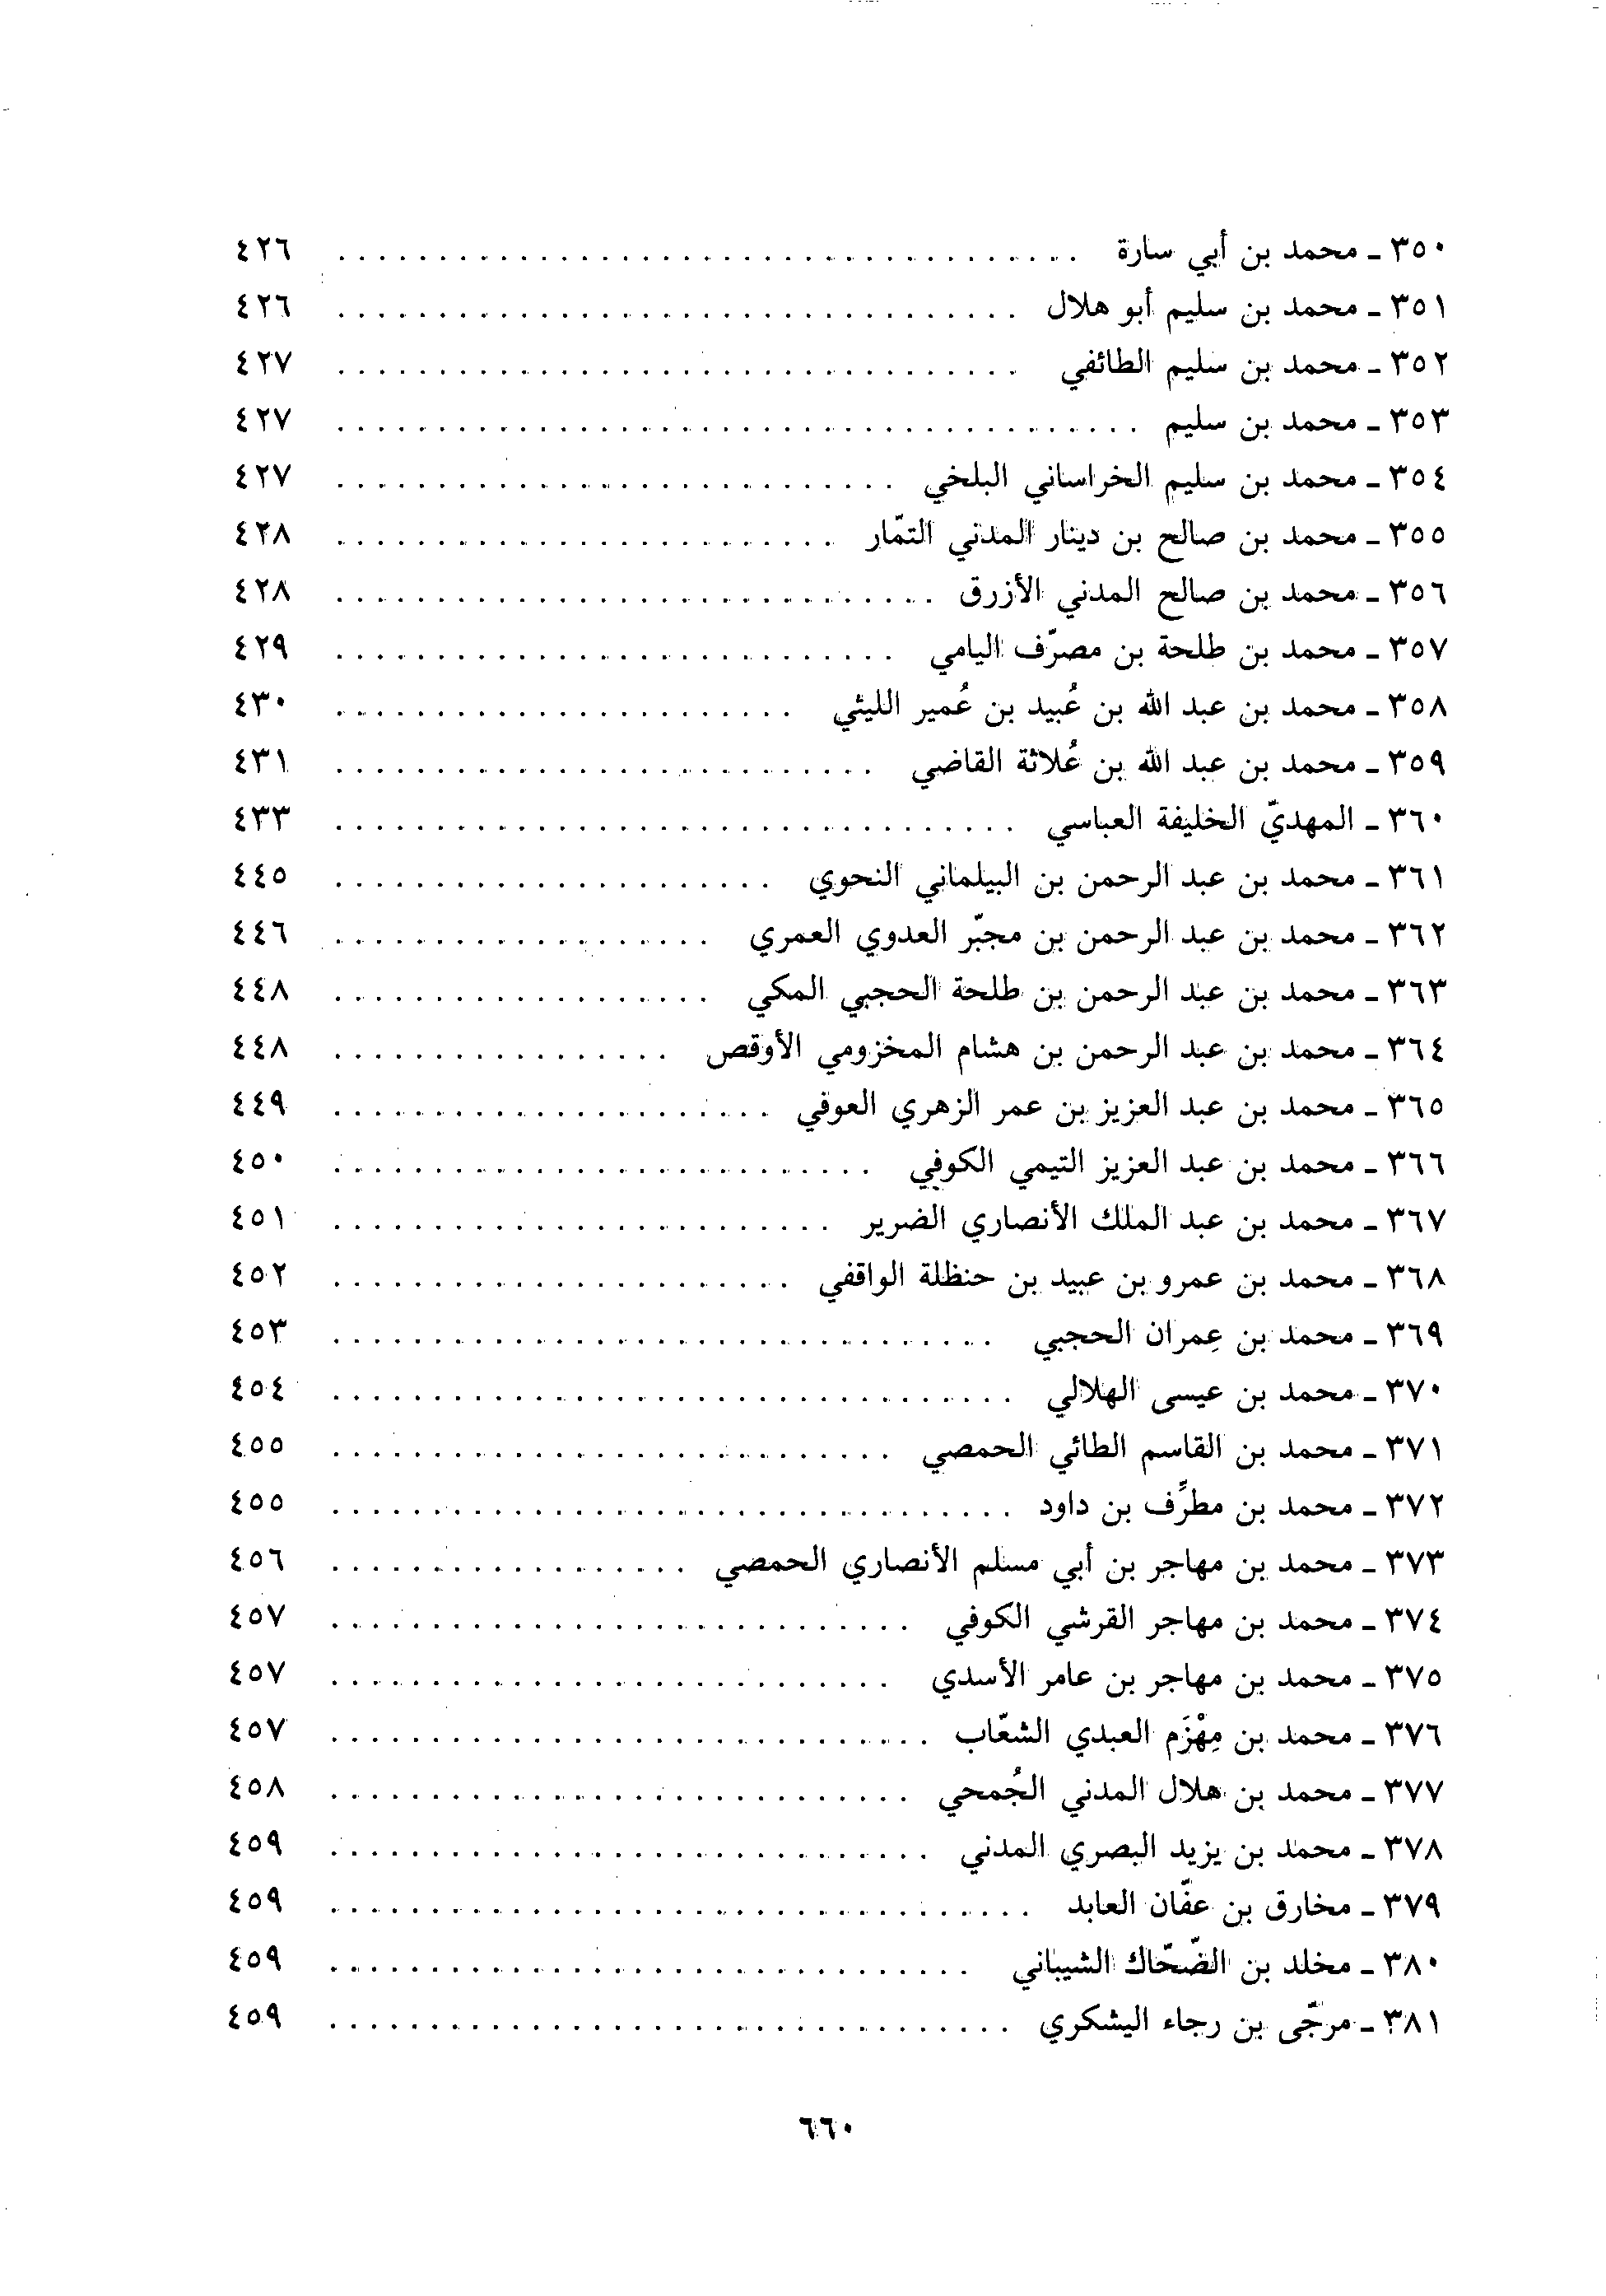 ٣٥٠ ـ محمد بن أبي سارة . . . . . . . . . . ٤٢٦
٣٥١ ـ محمد بن سليم أبو هلال . . . . . . . . . . ٤٢٦
٣٥٢ ـ محمد بن سليم الطائفي . . . . . . . . . . ٤٢٧
٣٥٣ ـ محمد بن سليم . . . . . . . . . . ٤٢٧
٣٥٤ ـ محمد بن سليم الخراساني البلخي . . . . . . . . . . ٤٢٧
٣٥٥ ـ محمد بن صالح بن دينار المدني التمّار . . . . . . . . . . ٤٢٨
٣٥٦ ـ محمد بن صالح المدني الأزرق . . . . . . . . . . ٤٢٨
٣٥٧ ـ محمد بن طلحة بن مصرّف اليامي . . . . . . . . . . ٤٢٩
٣٥٨ ـ محمد بن عبد الله بن عُبيد بن عُمير الليثي . . . . . . . . . . ٤٣٠
٣٥٩ ـ محمد بن عبد الله بن عُلاثة القاضي . . . . . . . . . . ٤٣١
٣٦٠ ـ المهديّ الخليفة العباسي . . . . . . . . . . ٤٣٣
٣٦١ ـ محمد بن عبد الرحمن بن البيلماني النحوي . . . . . . . . . . ٤٤٥
٣٦٢ ـ محمد بن عبد الرحمن بن مجبّر العدوي العمري . . . . . . . . . . ٤٤٦
٣٦٣ ـ محمد بن عبد الرحمن بن طلحة الحجبي المكي . . . . . . . . . . ٤٤٨
٣٦٤ ـ محمد بن عبد الرحمن بن هشام المخزومي الأوقص . . . . . . . . . . ٤٤٨
٣٦٥ ـ محمد بن عبد العزيز بن عمر الزهري العوفي . . . . . . . . . . ٤٤٩
٣٦٦ ـ محمد بن عبد العزيز التيمي الكوفي . . . . . . . . . . ٤٥٠
٣٦٧ ـ محمد بن عبد الملك الأنصاري الضرير . . . . . . . . . . ٤٥١
٣٦٨ ـ محمد بن عمرو بن عبيد بن حنظلة الواقفي . . . . . . . . . . ٤٥٢
٣٦٩ ـ محمد بن عِمران الحجبي . . . . . . . . . . ٤٥٣
٣٧٠ ـ محمد بن عيسى الهلالي . . . . . . . . . . ٤٥٤
٣٧١ ـ محمد بن القاسم الطائي الحمصي . . . . . . . . . . ٤٥٥
٣٧٢ ـ محمد بن مطرِّف بن داود . . . . . . . . . . ٤٥٥
٣٧٣ ـ محمد بن مهاجر بن أبي مسلم الأنصاري الحمصي . . . . . . . . . . ٤٥٦
٣٧٤ ـ محمد بن مهاجر القرشي الكوفي . . . . . . . . . . ٤٥٧
٣٧٥ ـ محمد بن مهاجر بن عامر الأسدي . . . . . . . . . . ٤٥٧
٣٧٦ ـ محمد بن مِهْزَم العبدي الشعّاب . . . . . . . . . . ٤٥٧
٣٧٧ ـ محمد بن هلال المدني الجُمحي . . . . . . . . . . ٤٥٨
٣٧٨ ـ محمد بن يزيد البصري المدني . . . . . . . . . . ٤٥٩
٣٧٩ ـ مخارق بن عفّان العابد . . . . . . . . . . ٤٥٩
٣٨٠ ـ مخلد بن الضّحّاك الشيباني . . . . . . . . . . ٤٥٩
٣٨١ ـ مرجّى بن رجاء اليشكري . . . . . . . . . . ٤٥٩
٦٦٠